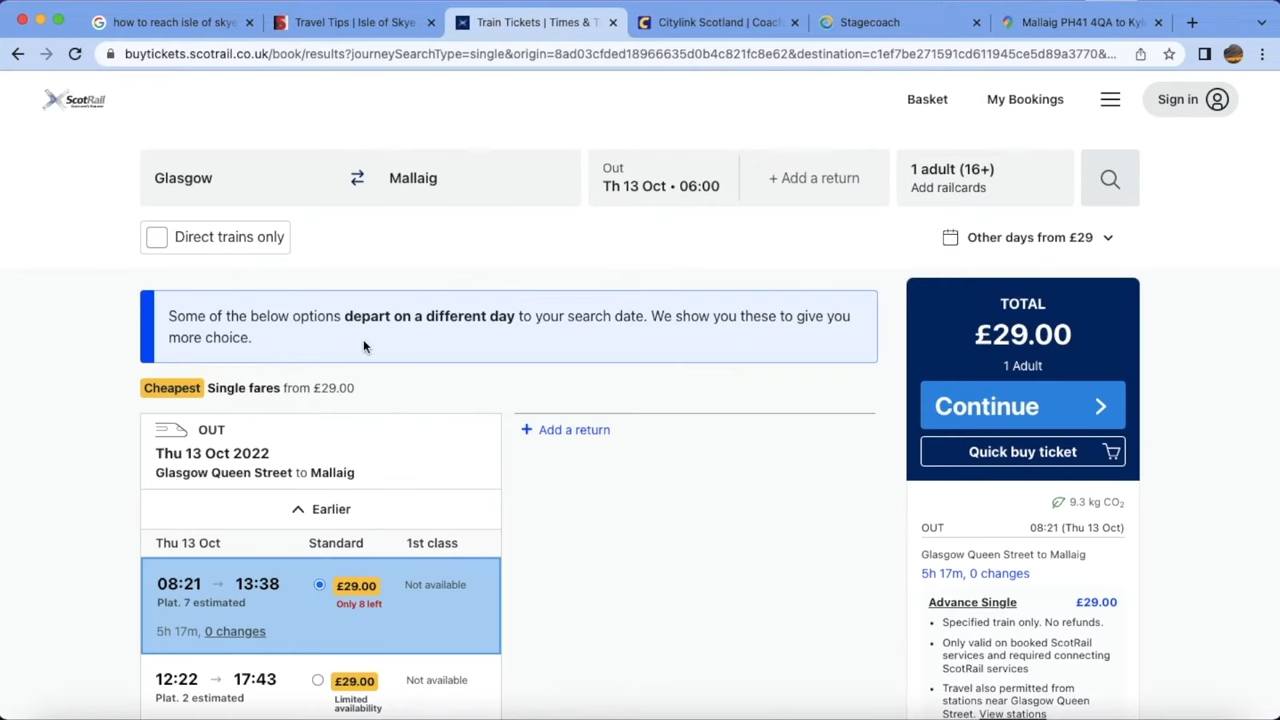 how to reach isle of skye
Travel Tips | Isle of Skye
Train Tickets | Times & T
Citylink Scotland | Coach
Stagecoach
Mallaig PH41 4QA to Kyl
buytickets.scotrail.co.uk/book/results?journeySearchType=single&origin=8ad03cfded18966635d0b4c821fc8e62&destination=c1ef7be271591cd611945ce5d89a3770&...
ScotRail
Basket
My Bookings
Sign in
Glasgow
Mallaig
Out
Th 13 Oct • 06:00
+ Add a return
1 adult (16+)
Add railcards
Direct trains only
Other days from £29
Some of the below options depart on a different day to your search date. We show you these to give you
more choice.
Cheapest Single fares from £29.00
OUT
Thu 13 Oct 2022
Glasgow Queen Street to Mallaig
Earlier
Thu 13 Oct Standard 1st class
08:21 → 13:38 £29.00 Not available
Plat. 7 estimated Only 8 left
5h 17m, 0 changes
12:22 → 17:43 £29.00 Not available
Plat. 2 estimated
Limited
availability
+ Add a return
TOTAL
£29.00
1 Adult
Continue
Quick buy ticket
9.3 kg CO2
OUT 08:21 (Thu 13 Oct)
Glasgow Queen Street to Mallaig
5h 17m, 0 changes
Advance Single £29.00
• Specified train only. No refunds.
• Only valid on booked ScotRail
services and required connecting
ScotRail services
• Travel also permitted from
stations near Glasgow Queen
Street. View stations